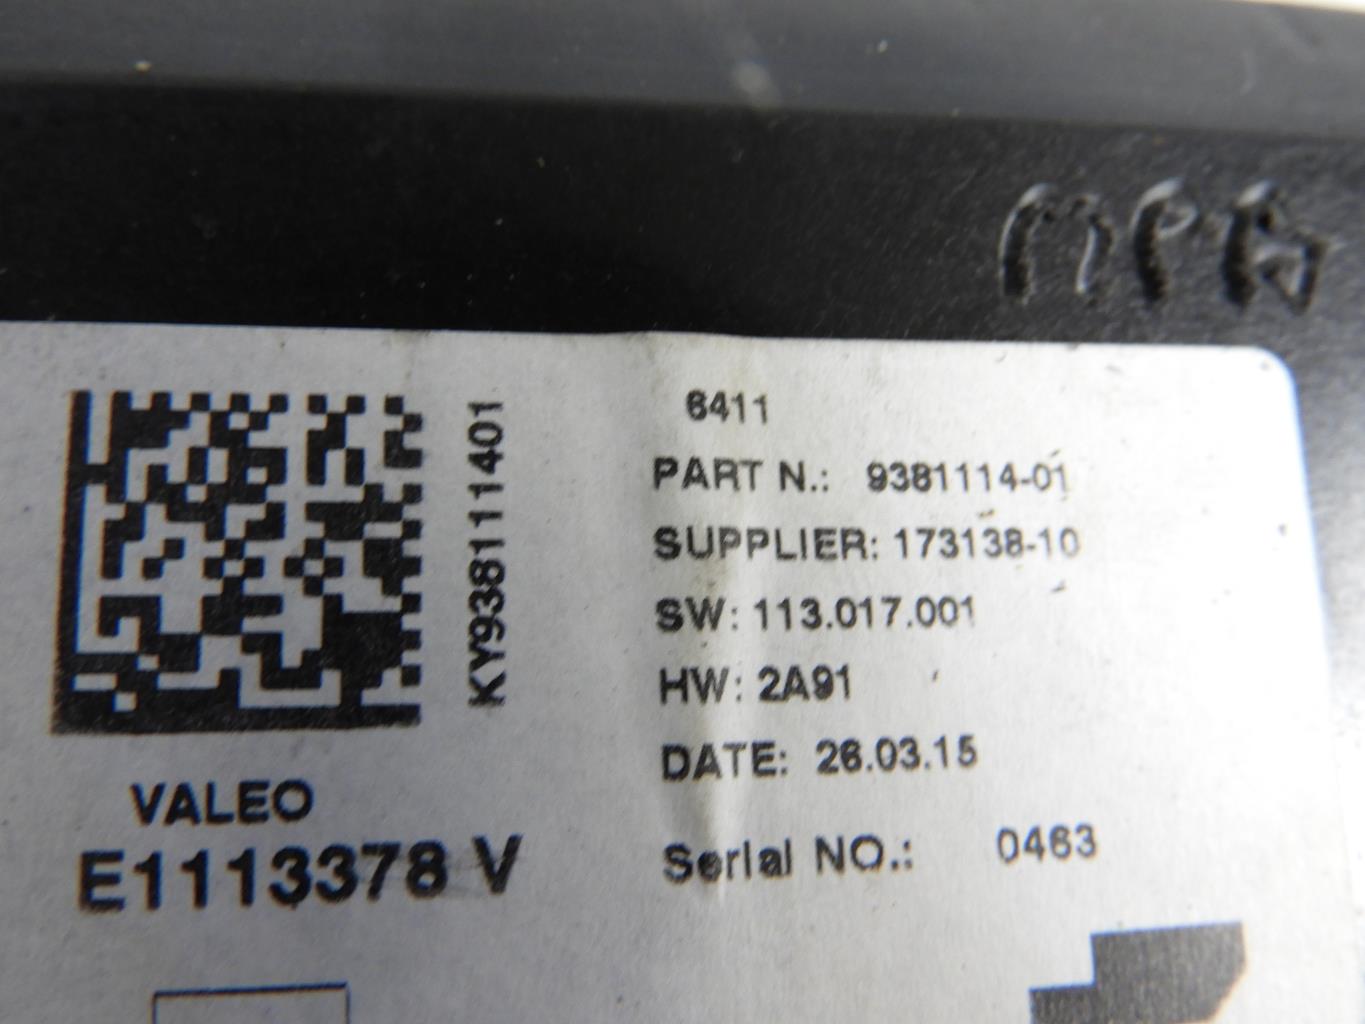 MPA
6411
PART N.: 9381114-01
SUPPLIER: 173138-10
SW: 113.017.001
HW: 2A91
DATE: 26.03.15
Serial NO.: 0463
KY938111401
VALEO
E1113378 V